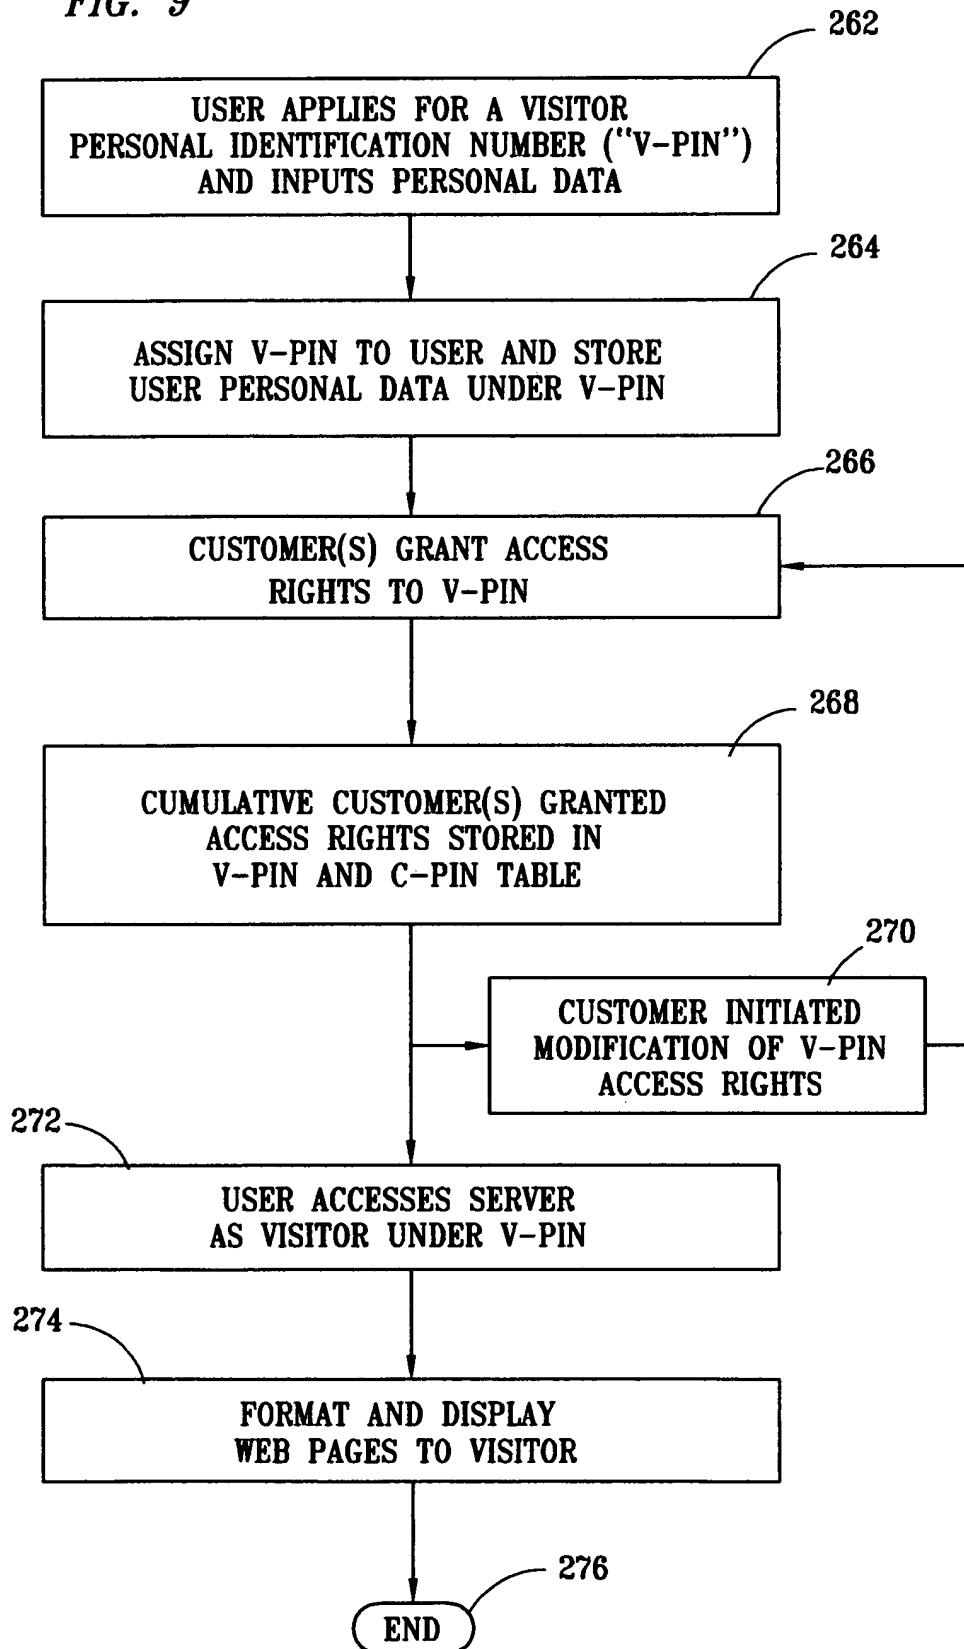 FIG. 9
262
USER APPLIES FOR A VISITOR
PERSONAL IDENTIFICATION NUMBER ("V-PIN")
AND INPUTS PERSONAL DATA
264
ASSIGN V-PIN TO USER AND STORE
USER PERSONAL DATA UNDER V-PIN
266
CUSTOMER(S) GRANT ACCESS
RIGHTS TO V-PIN
268
CUMULATIVE CUSTOMER(S) GRANTED
ACCESS RIGHTS STORED IN
V-PIN AND C-PIN TABLE
270
CUSTOMER INITIATED
MODIFICATION OF V-PIN
ACCESS RIGHTS
272
USER ACCESSES SERVER
AS VISITOR UNDER V-PIN
274
FORMAT AND DISPLAY
WEB PAGES TO VISITOR
276
END